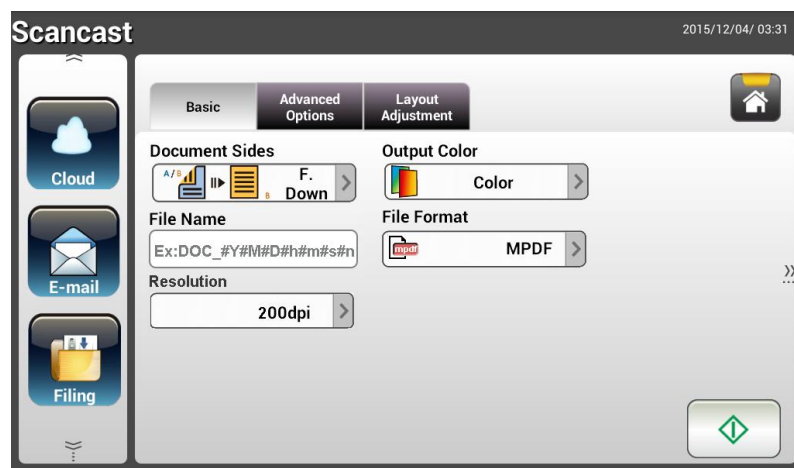 Scancast
2015/12/04/ 03:31
Cloud
E-mail
Filing
Basic
Advanced
Options
Layout
Adjustment
Document Sides
A/B
B
F.
Down
Output Color
Color
File Name
Ex:DOC_#Y#M#D#h#m#s#n
File Format
mpdf
MPDF
Resolution
200dpi